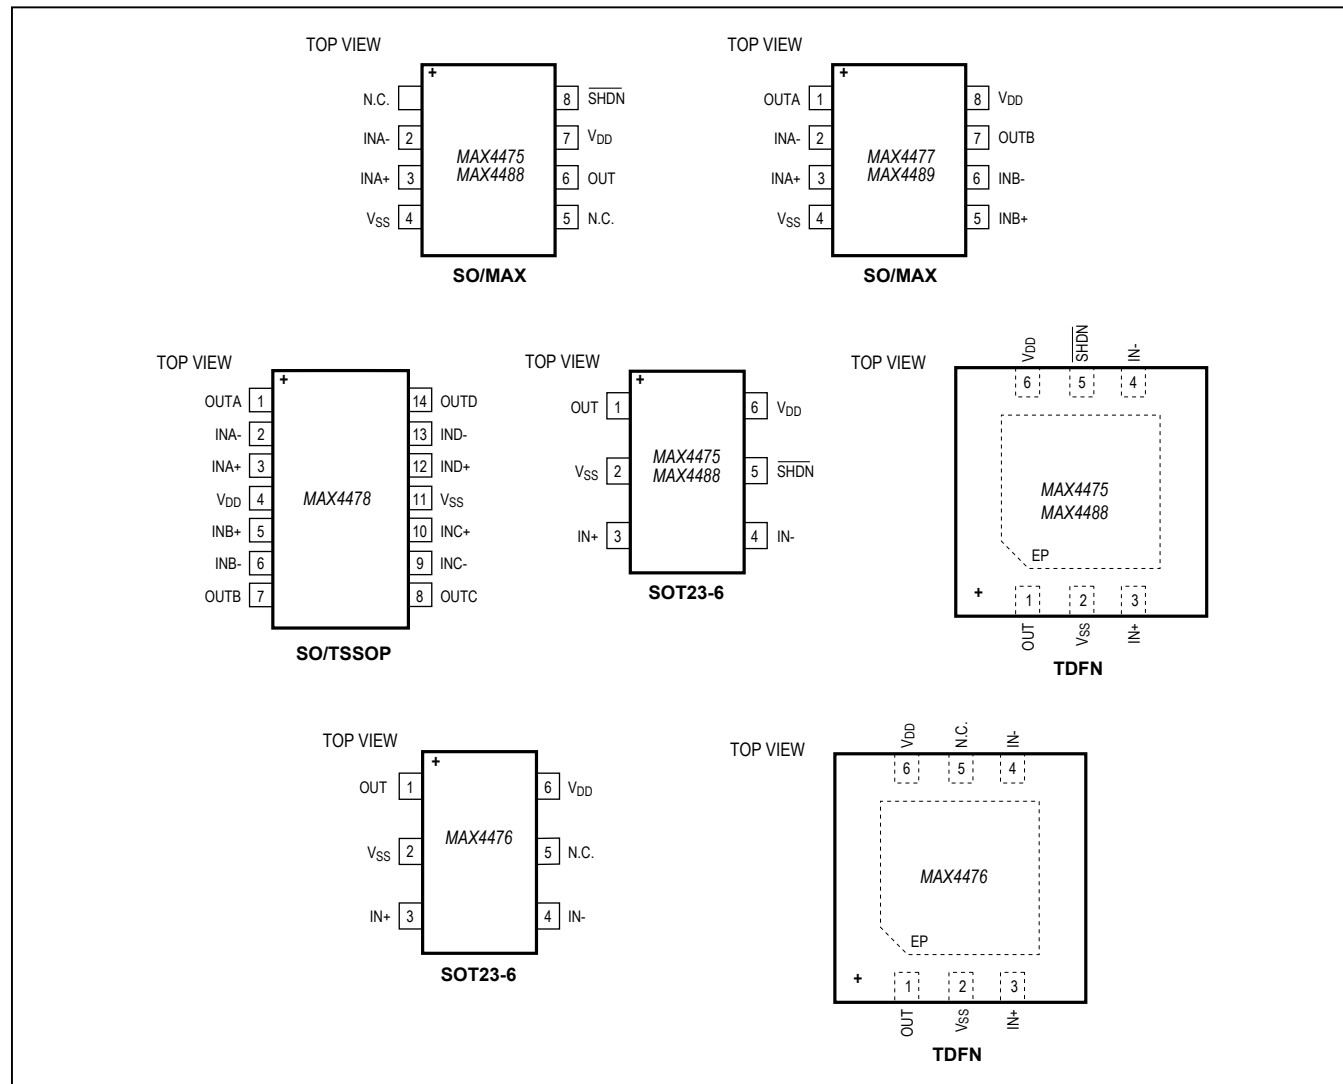 TOP VIEW
+
N.C.
8 SHDN
INA- 2
7 VDD
MAX4475
MAX4488
INA+ 3
6 OUT
VSS 4
5 N.C.
SO/MAX
TOP VIEW
+
OUTA 1
8 VDD
INA- 2
7 OUTB
MAX4477
MAX4489
INA+ 3
6 INB-
VSS 4
5 INB+
SO/MAX
TOP VIEW
+
OUTA 1
14 OUTD
INA- 2
13 IND-
INA+ 3
12 IND+
VDD 4
MAX4478
11 VSS
INB+ 5
10 INC+
INB- 6
9 INC-
OUTB 7
8 OUTC
SO/TSSOP
TOP VIEW
+
OUT 1
6 VDD
MAX4475
MAX4488
VSS 2
5 SHDN
IN+ 3
4 IN-
SOT23-6
TOP VIEW
VDD
SHDN
IN-
6
5
4
MAX4475
MAX4488
EP
+
1
2
3
OUT
VSS
IN+
TDFN
TOP VIEW
+
OUT 1
6 VDD
MAX4476
VSS 2
5 N.C.
IN+ 3
4 IN-
SOT23-6
TOP VIEW
VDD
N.C.
IN-
6
5
4
MAX4476
EP
+
1
2
3
OUT
VSS
IN+
TDFN